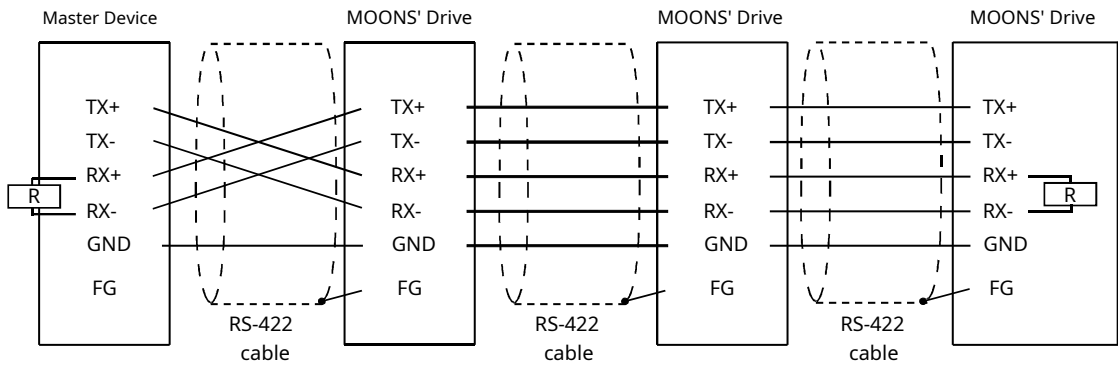 Master Device
MOONS' Drive
MOONS' Drive
MOONS' Drive
TX+
TX-
RX+
RX-
GND
FG
R
TX+
TX-
RX+
RX-
GND
FG
TX+
TX-
RX+
RX-
GND
FG
TX+
TX-
RX+
RX-
GND
FG
R
RS-422
cable
RS-422
cable
RS-422
cable